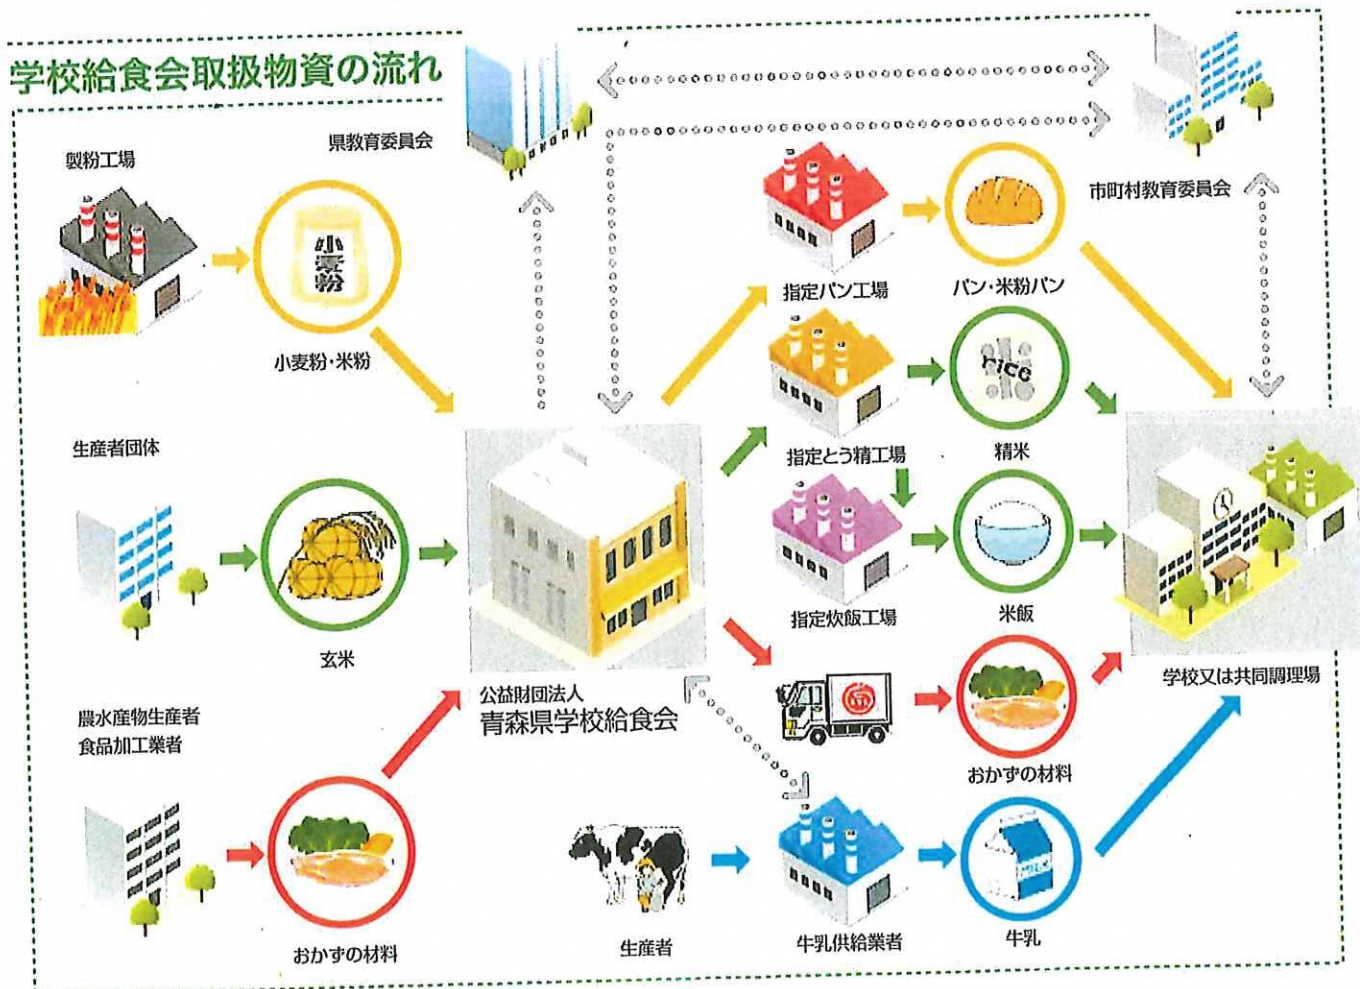 学校給食会取扱物資の流れ
県教育委員会
市町村教育委員会
製粉工場
小麦粉
小麦粉・米粉
指定パン工場
パン・米粉パン
生産者団体
玄米
指定とう精工場
rice
精米
指定炊飯工場
米飯
公益財団法人
青森県学校給食会
学校又は共同調理場
農水産物生産者
食品加工業者
おかずの材料
おかずの材料
生産者
牛乳供給業者
MILK
牛乳